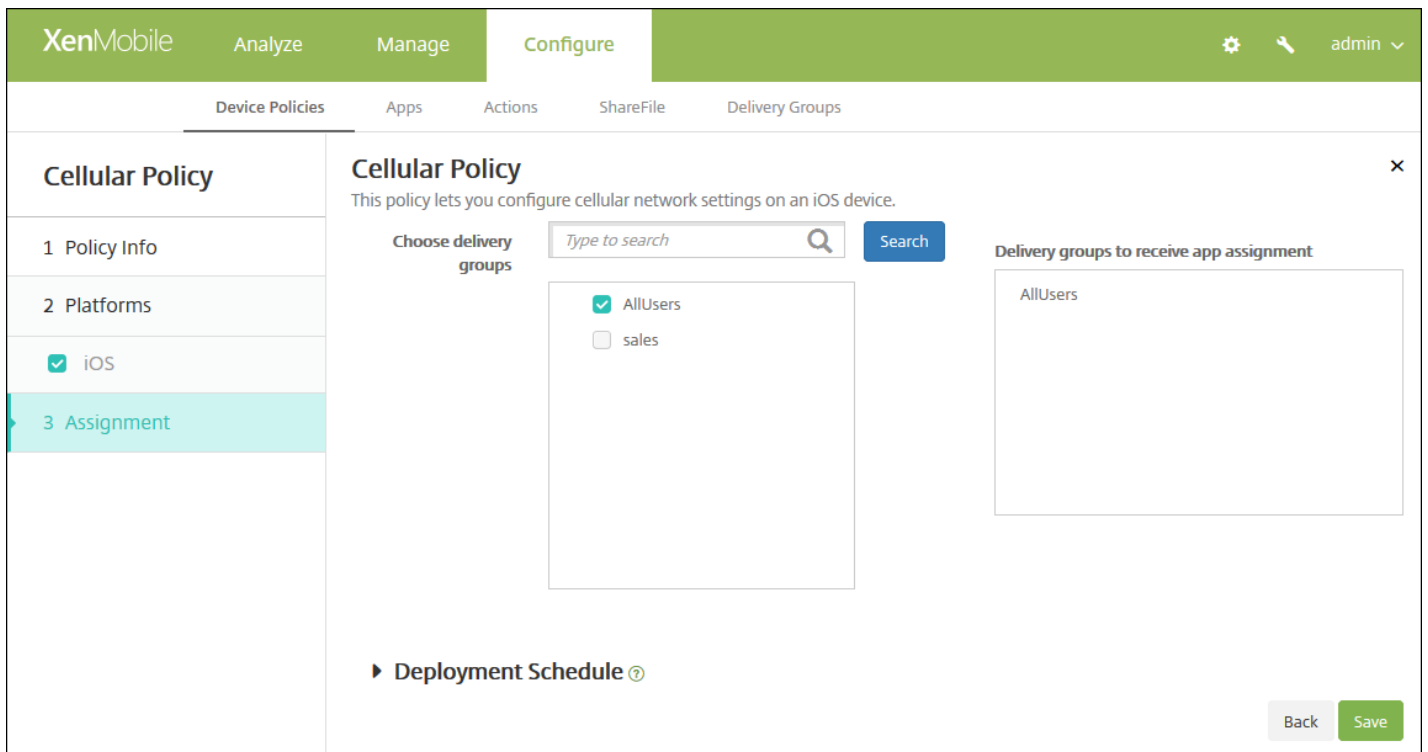 XenMobile Analyze Manage Configure admin
Device Policies Apps Actions ShareFile Delivery Groups
Cellular Policy
1 Policy Info
2 Platforms
iOS
3 Assignment
Cellular Policy
This policy lets you configure cellular network settings on an iOS device.
Choose delivery
groups
Type to search
Search
AllUsers
sales
Delivery groups to receive app assignment
AllUsers
Deployment Schedule ?
Back Save